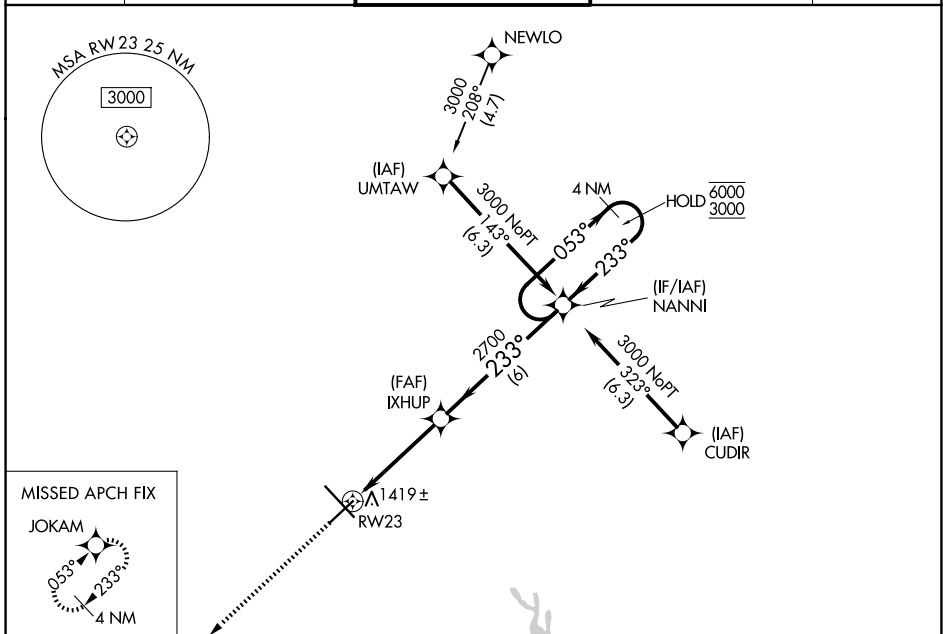 MSA RW23 25 NM
3000
NEWLO
3000
208°
(4.7)
(IAF)
UMTAW
3000 NoPT
143°
(6.3)
4 NM
HOLD
6000
3000
053°
233°
(IF/IAF)
NANNI
2700
233°
(6)
3000 NoPT
323°
(6.3)
(FAF)
IXHUP
(IAF)
CUDIR
1419±
RW23
MISSED APCH FIX
JOKAM
053°
233°
4 NM